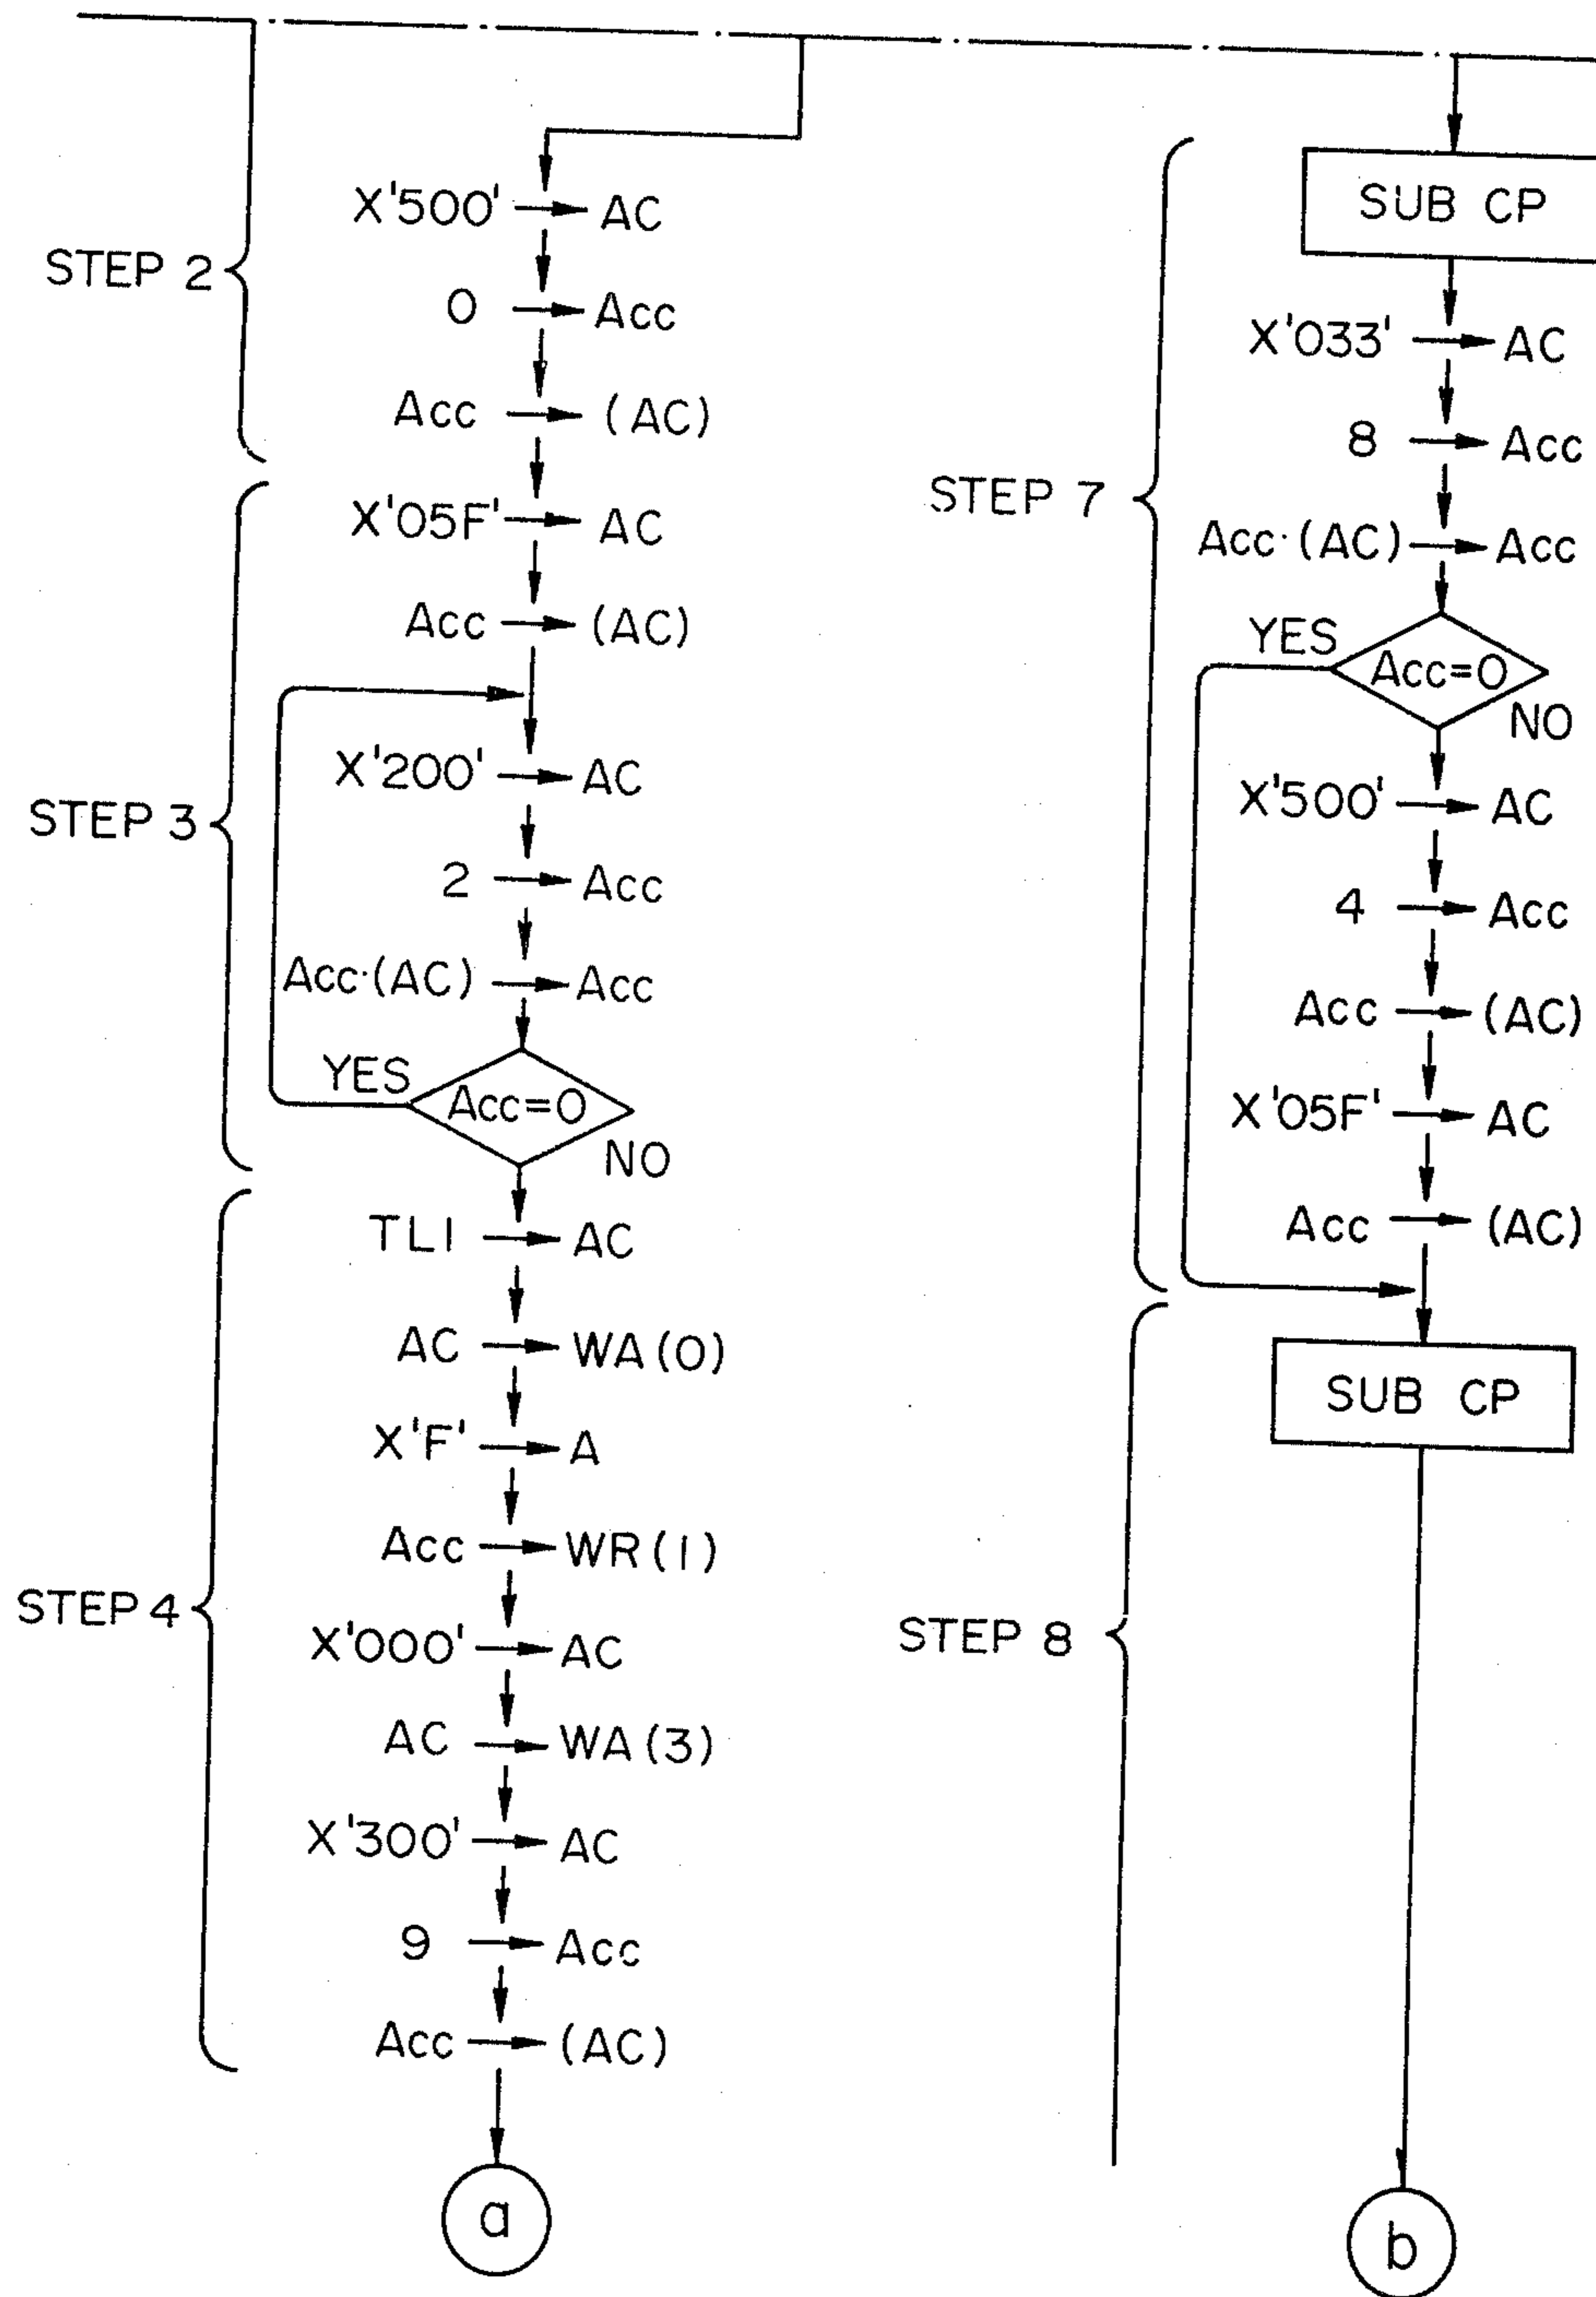 STEP 2
X'500' → AC
0 → Acc
Acc → (AC)
STEP 3
X'05F' → AC
Acc → (AC)
X'200' → AC
2 → Acc
Acc·(AC) → Acc
YES
Acc=0
NO
STEP 4
TL1 → AC
AC → WA(0)
X'F' → A
Acc → WR(1)
X'000' → AC
AC → WA(3)
X'300' → AC
9 → Acc
Acc → (AC)
a
STEP 7
SUB CP
X'033' → AC
8 → Acc
Acc·(AC) → Acc
YES
Acc=0
NO
X'500' → AC
4 → Acc
Acc → (AC)
X'05F' → AC
Acc → (AC)
STEP 8
SUB CP
b